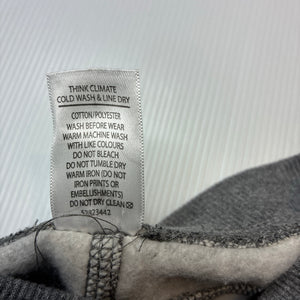 THINK CLIMATE
COLD WASH & LINE DRY
COTTON/POLYESTER
WASH BEFORE WEAR
WARM MACHINE WASH
WITH LIKE COLOURS
DO NOT BLEACH
DO NOT TUMBLE DRY
WARM IRON (DO NOT
IRON PRINTS OR
EMBELLISHMENTS)
DO NOT DRY CLEAN